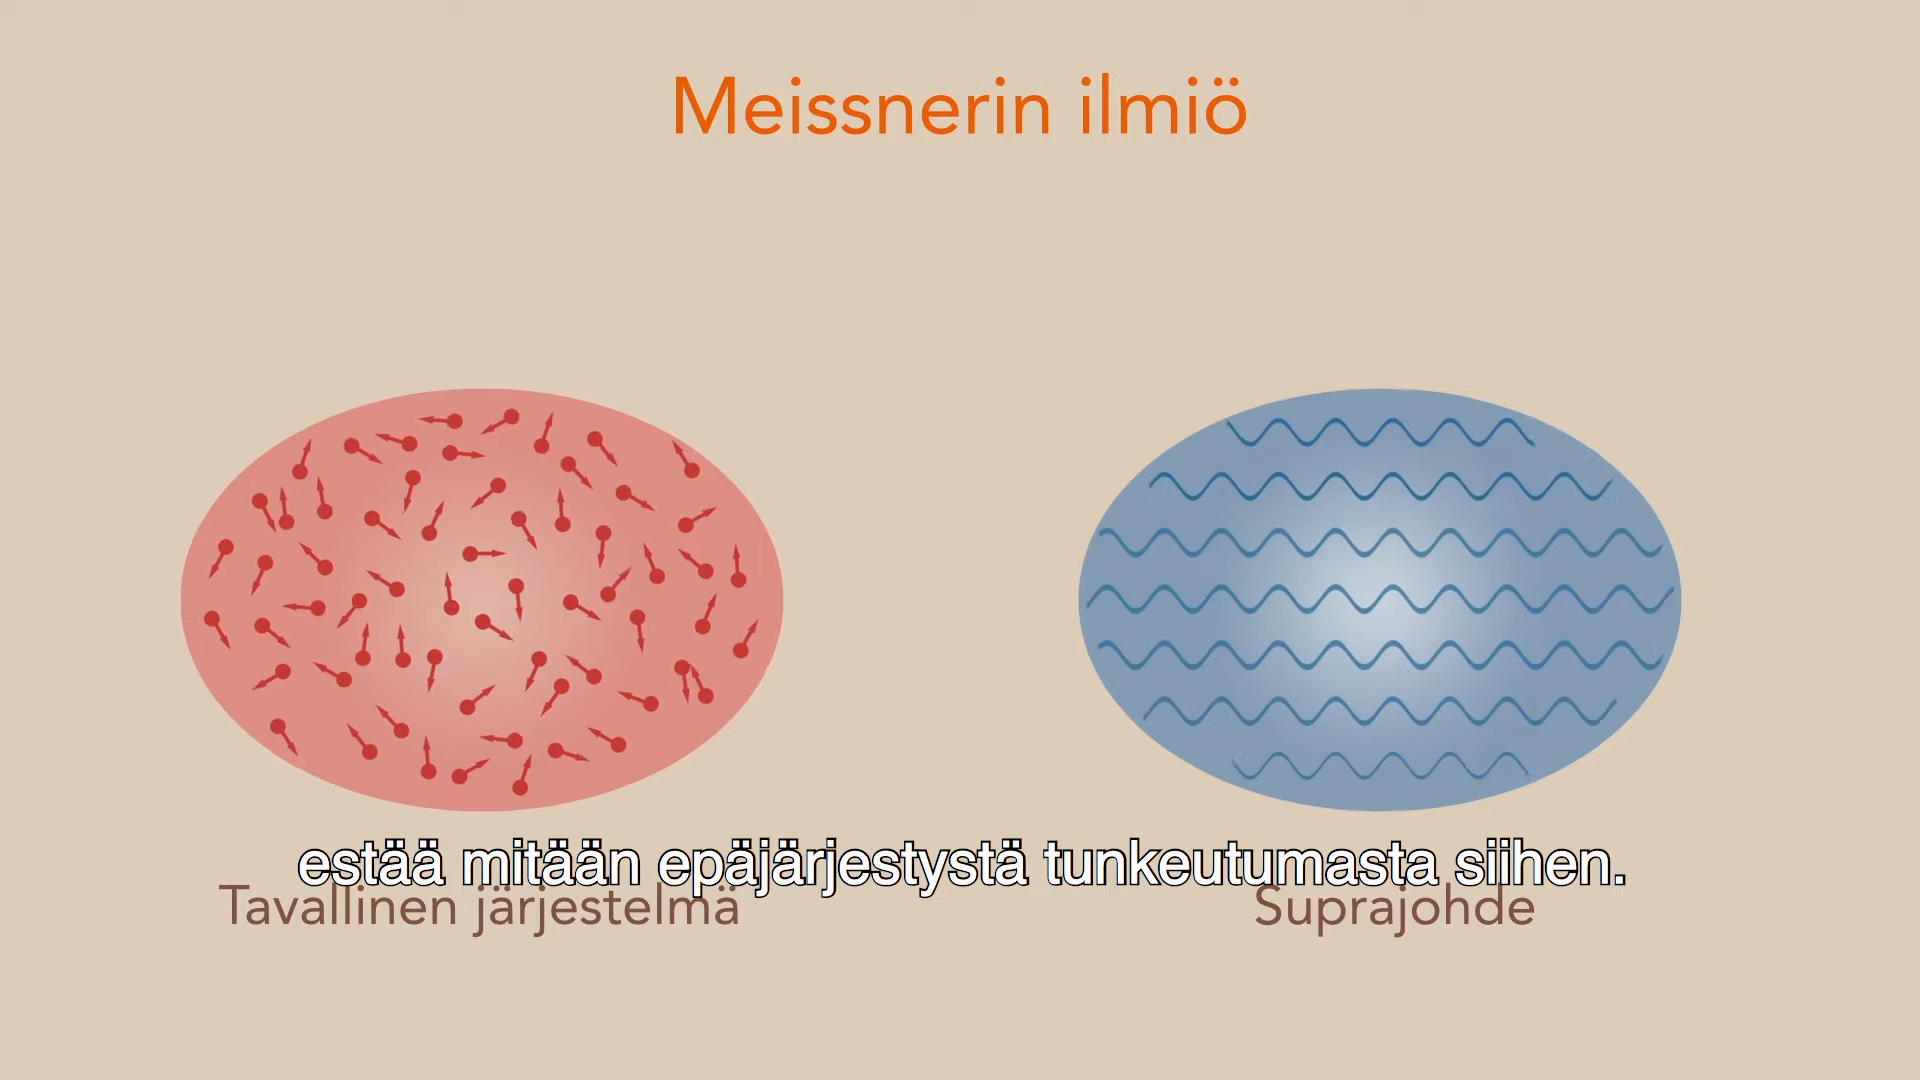 Meissnerin ilmiö
estää mitään epäjärjestystä tunkeutumasta siihen.
Tavallinen järjestelmä
Suprajohde